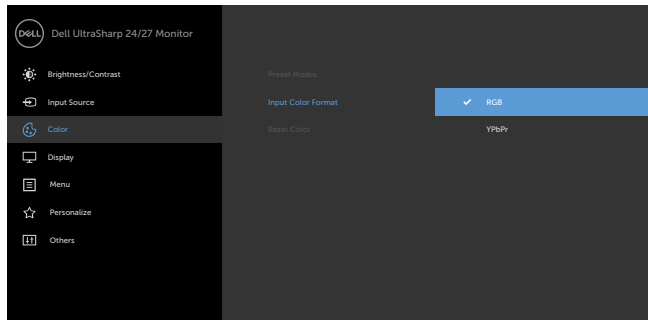 DELL
Dell UltraSharp 24/27 Monitor
Brightness/Contrast
Input Source
Color
Display
Menu
Personalize
Others
Preset Modes
Input Color Format
Reset Color
RGB
YPbPr